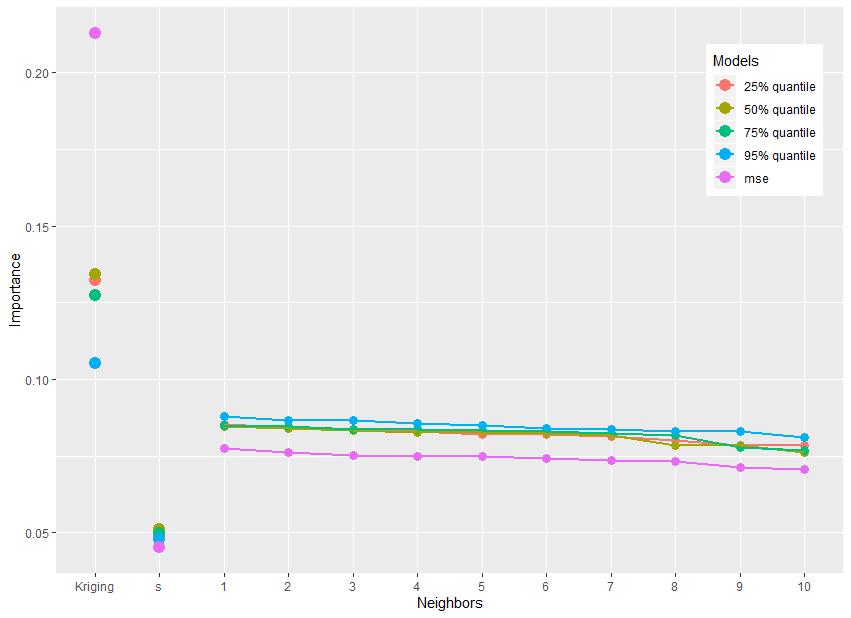 Models
25% quantile
50% quantile
75% quantile
95% quantile
mse
Importance
0.20
0.15
0.10
0.05
Kriging s 1 2 3 4 5 6 7 8 9 10
Neighbors